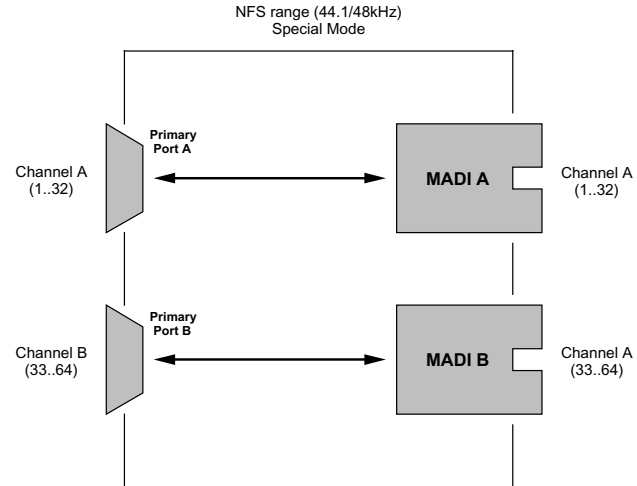 NFS range (44.1/48kHz)
Special Mode
Primary
Port A
Channel A
(1..32)
MADI A
Channel A
(1..32)
Primary
Port B
Channel B
(33..64)
MADI B
Channel A
(33..64)